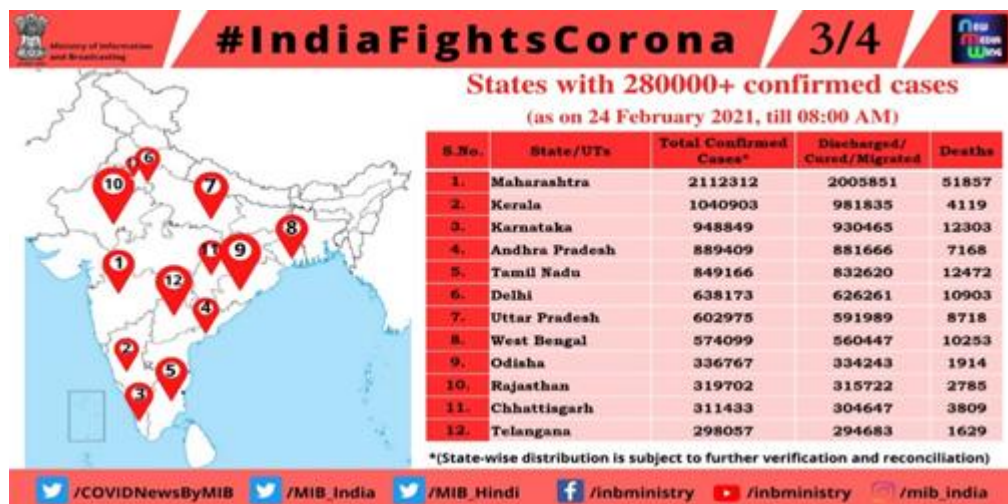 Ministry of Information
and Broadcasting
#IndiaFightsCorona
3/4
New
Media
Wing
States with 280000+ confirmed cases
(as on 24 February 2021, till 08:00 AM)
S.No. State/UTs Total Confirmed Cases* Discharged/ Cured/Migrated Deaths
1. Maharashtra 2112312 2005851 51857
2. Kerala 1040903 981835 4119
3. Karnataka 948849 930465 12303
4. Andhra Pradesh 889409 881666 7168
5. Tamil Nadu 849166 832620 12472
6. Delhi 638173 626261 10903
7. Uttar Pradesh 602975 591989 8718
8. West Bengal 574099 560447 10253
9. Odisha 336767 334243 1914
10. Rajasthan 319702 315722 2785
11. Chhattisgarh 311433 304647 3809
12. Telangana 298057 294683 1629
*(State-wise distribution is subject to further verification and reconciliation)
6
10
7
8
1
11
9
12
4
2
5
3
/COVIDNewsByMIB /MIB_India /MIB_Hindi /inbministry /inbministry /mib_india